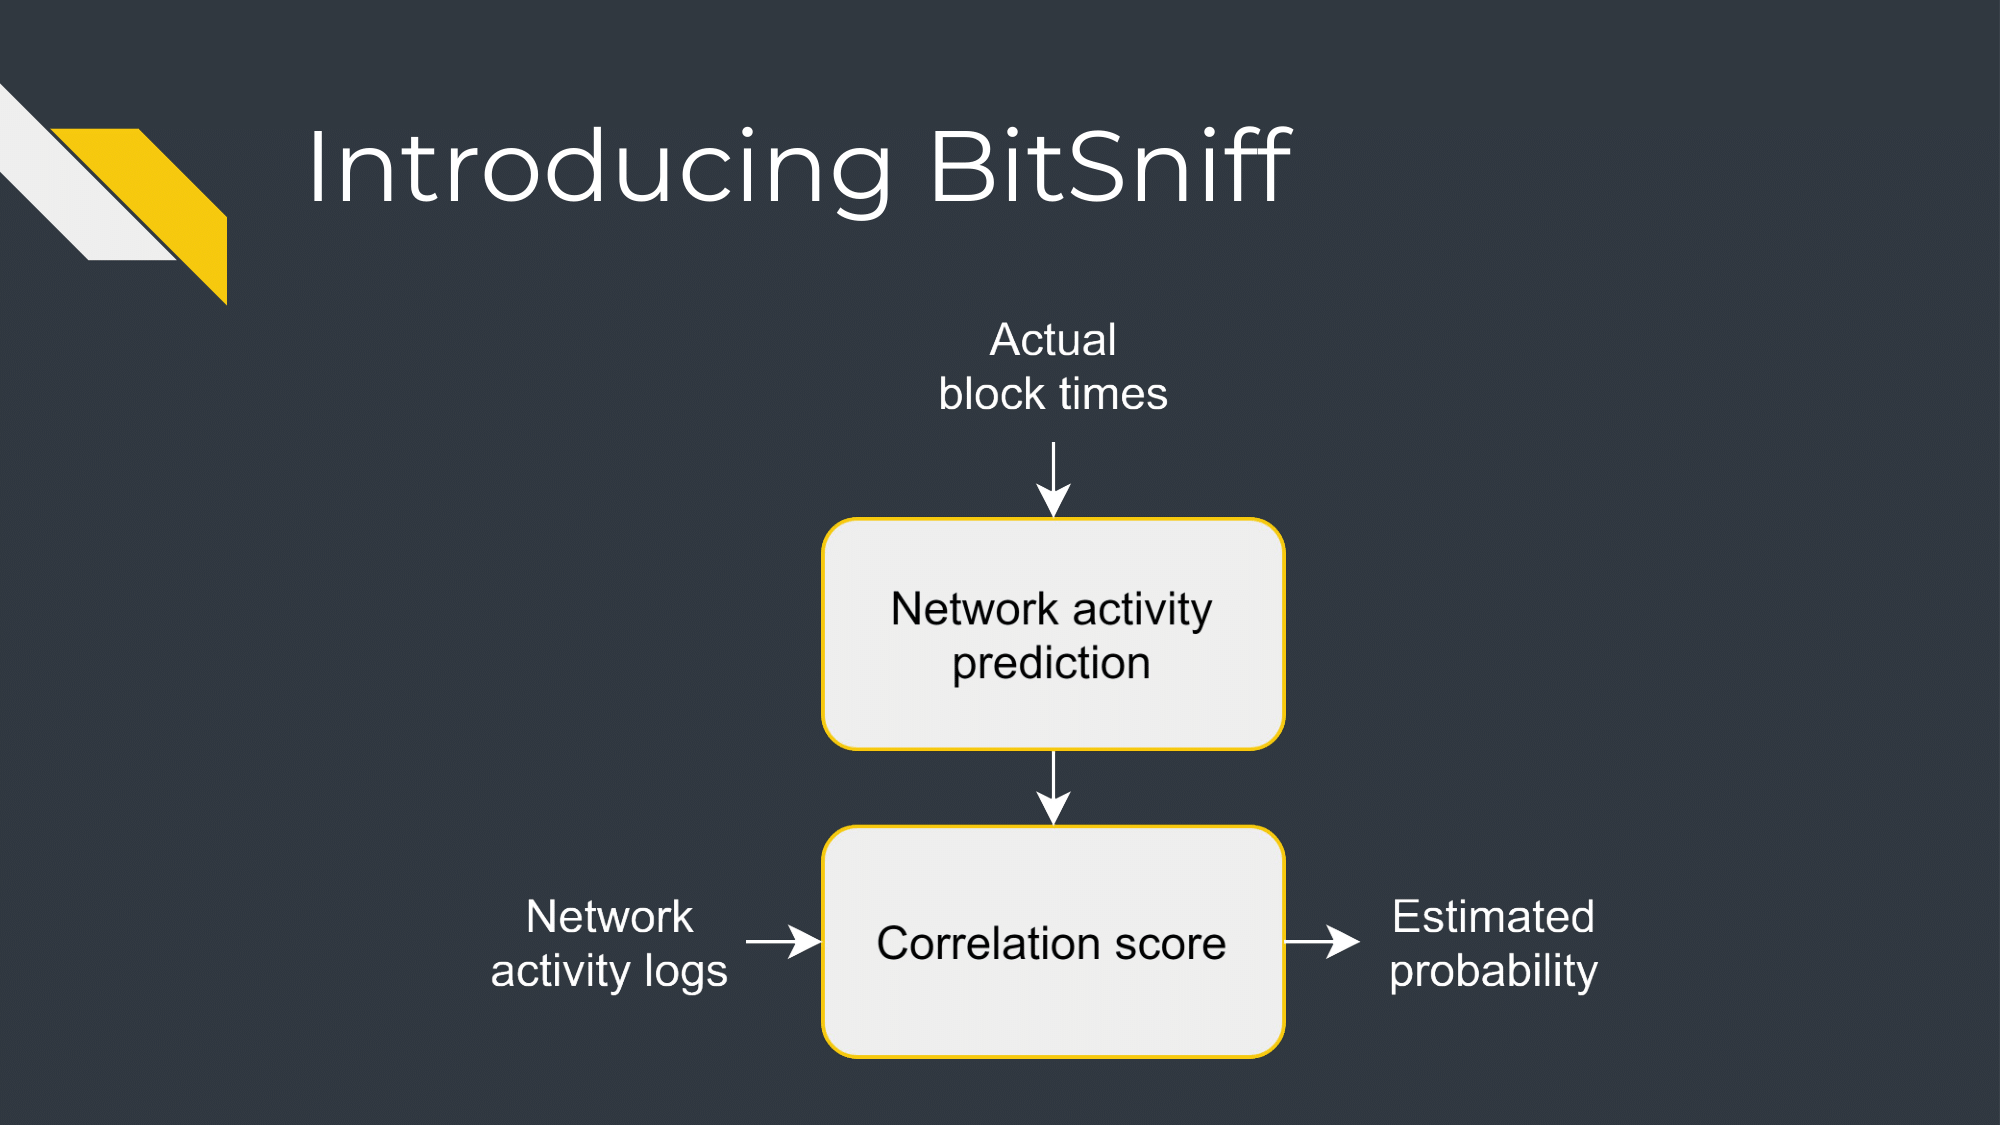 Introducing BitSniff
Actual
block times
Network activity
prediction
Network
activity logs
Correlation score
Estimated
probability